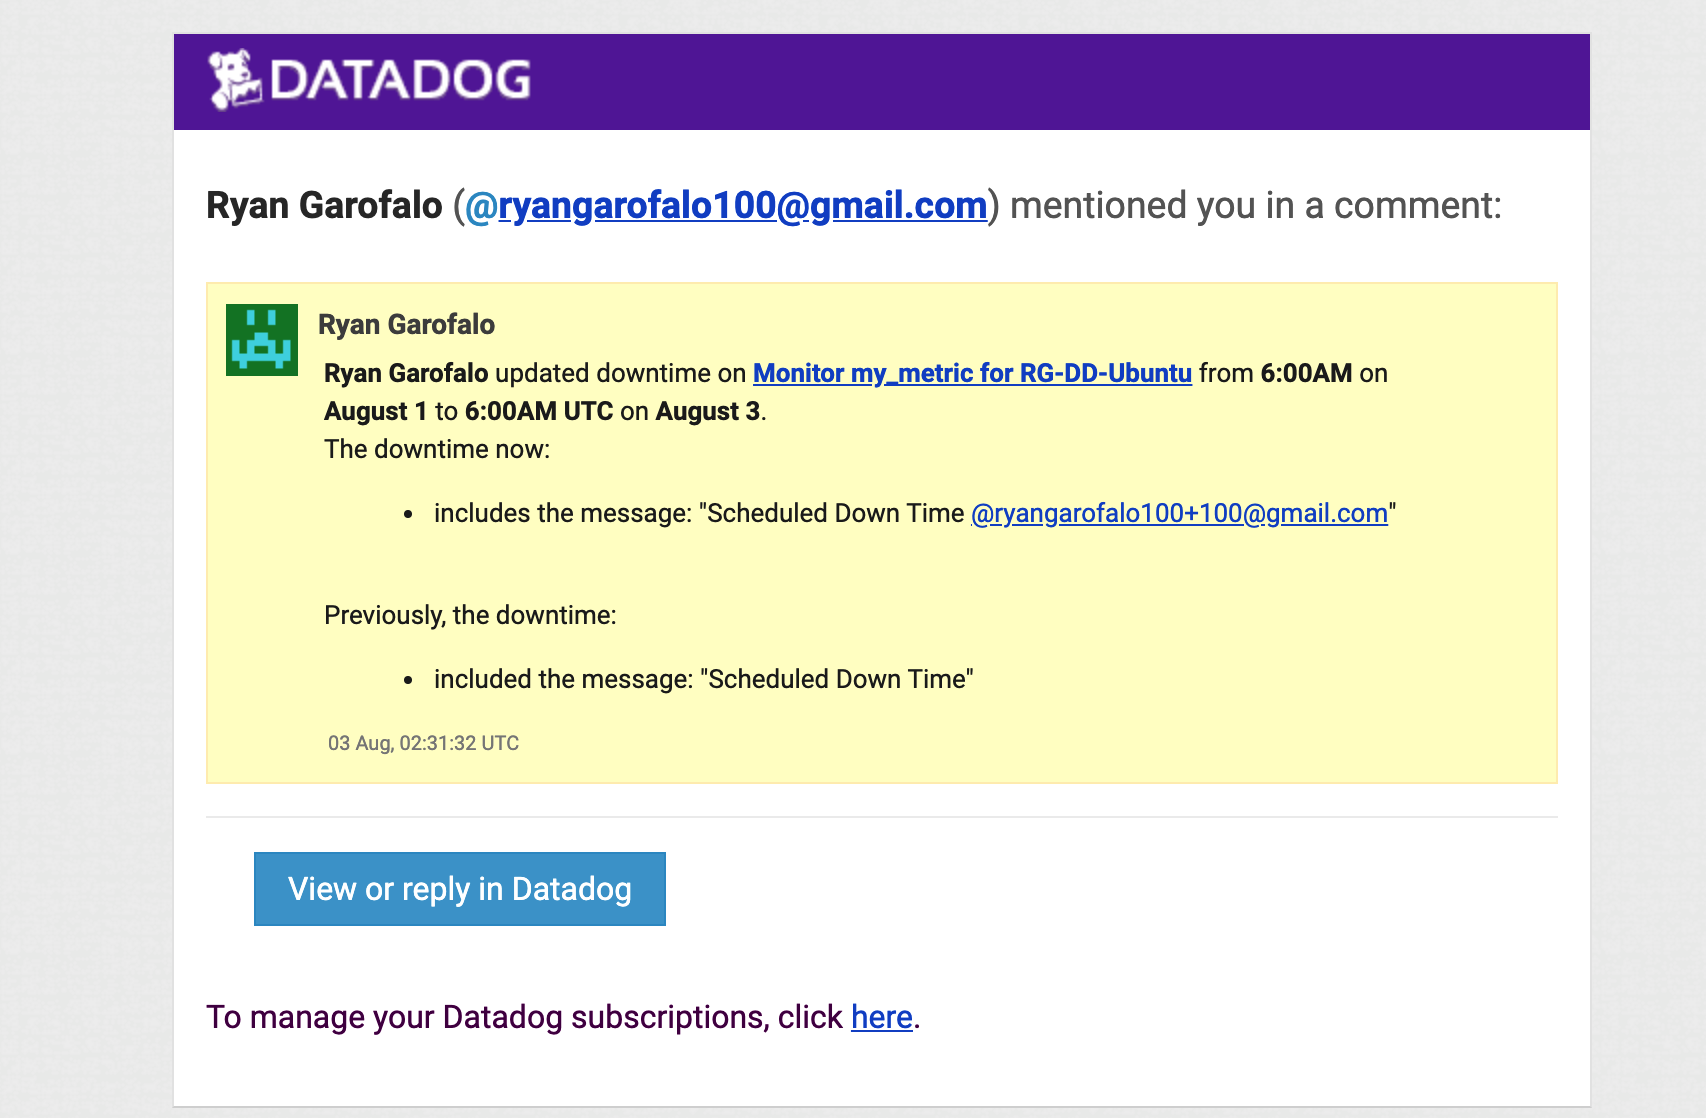 DATADOG
Ryan Garofalo (@ryangarofalo100@gmail.com) mentioned you in a comment:
Ryan Garofalo
Ryan Garofalo updated downtime on Monitor my_metric for RG-DD-Ubuntu from 6:00AM on
August 1 to 6:00AM UTC on August 3.
The downtime now:
• includes the message: "Scheduled Down Time @ryangarofalo100+100@gmail.com"
Previously, the downtime:
• included the message: "Scheduled Down Time"
03 Aug, 02:31:32 UTC
View or reply in Datadog
To manage your Datadog subscriptions, click here.